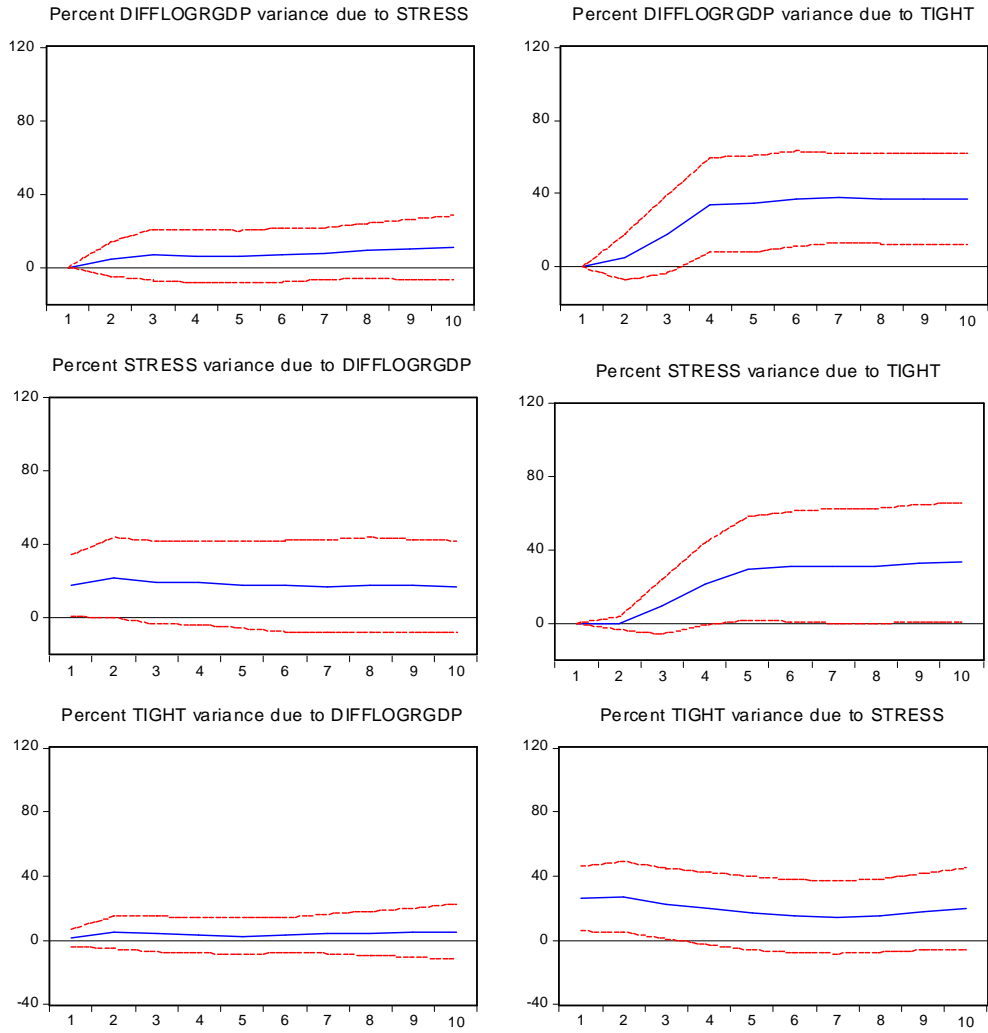 Percent DIFFLOGRGDP variance due to STRESS
120
80
40
0
1 2 3 4 5 6 7 8 9 10
Percent DIFFLOGRGDP variance due to TIGHT
120
80
40
0
1 2 3 4 5 6 7 8 9 10
Percent STRESS variance due to DIFFLOGRGDP
120
80
40
0
1 2 3 4 5 6 7 8 9 10
Percent STRESS variance due to TIGHT
120
80
40
0
1 2 3 4 5 6 7 8 9 10
Percent TIGHT variance due to DIFFLOGRGDP
120
80
40
0
-40
1 2 3 4 5 6 7 8 9 10
Percent TIGHT variance due to STRESS
120
80
40
0
-40
1 2 3 4 5 6 7 8 9 10